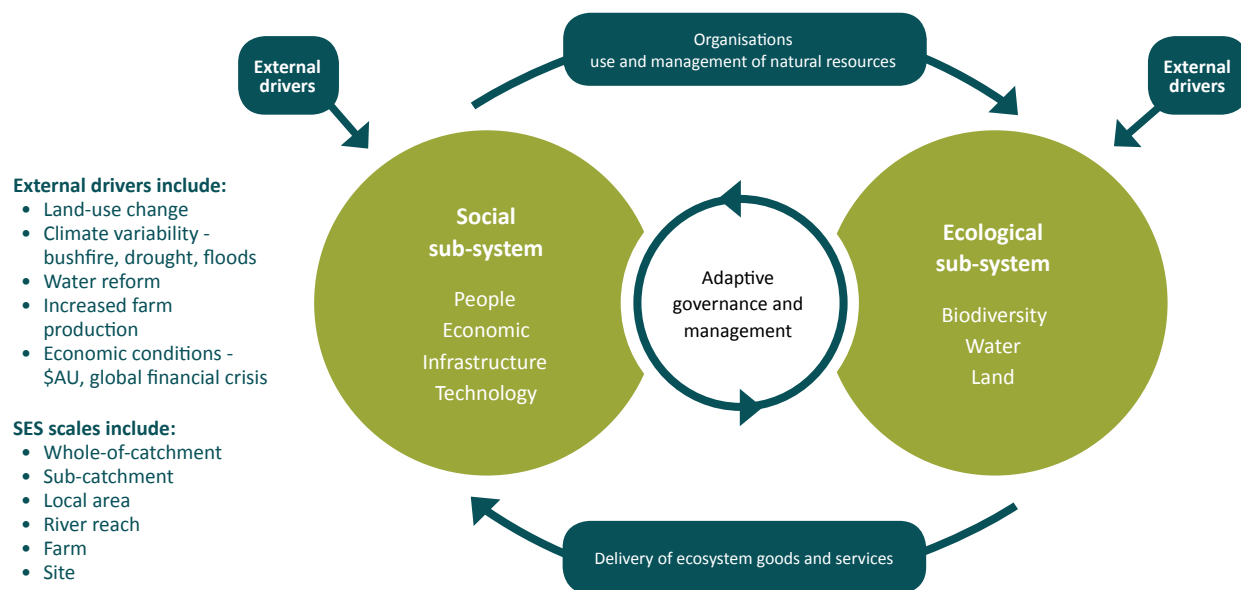 Organisations
use and management of natural resources
External
drivers
External
drivers
External drivers include:
• Land-use change
• Climate variability -
bushfire, drought, floods
• Water reform
• Increased farm
production
• Economic conditions -
$AU, global financial crisis
SES scales include:
• Whole-of-catchment
• Sub-catchment
• Local area
• River reach
• Farm
• Site
Social
sub-system
People
Economic
Infrastructure
Technology
Adaptive
governance and
management
Ecological
sub-system
Biodiversity
Water
Land
Delivery of ecosystem goods and services